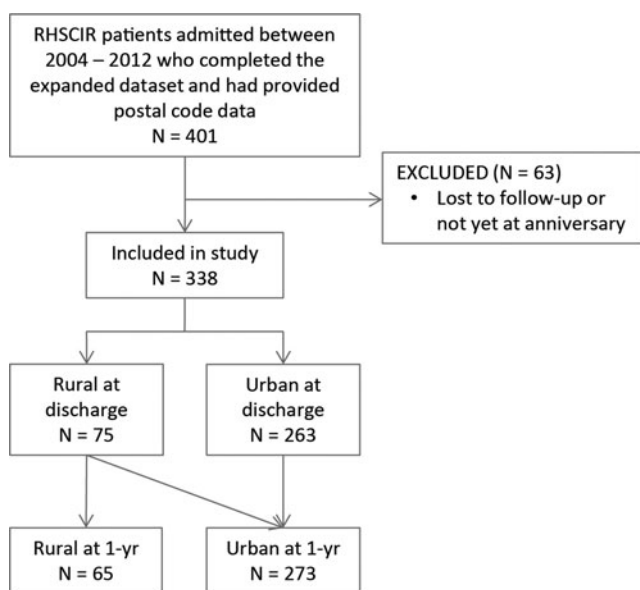 RHSCIR patients admitted between
2004 – 2012 who completed the
expanded dataset and had provided
postal code data
N = 401
EXCLUDED (N = 63)
• Lost to follow-up or
not yet at anniversary
Included in study
N = 338
Rural at
discharge
N = 75
Urban at
discharge
N = 263
Rural at 1-yr
N = 65
Urban at 1-yr
N = 273